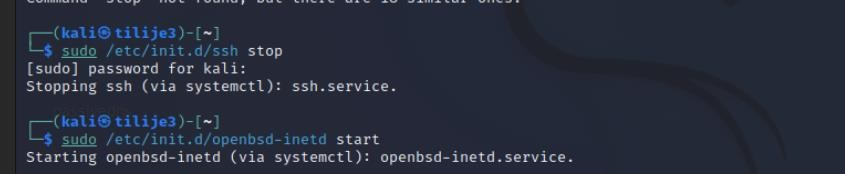 Command 'stop' not found, but there are 18 similar ones.
┌──(kali㉿tilije3)-[~]
└─$ sudo /etc/init.d/ssh stop
[sudo] password for kali:
Stopping ssh (via systemctl): ssh.service.
┌──(kali㉿tilije3)-[~]
└─$ sudo /etc/init.d/openbsd-inetd start
Starting openbsd-inetd (via systemctl): openbsd-inetd.service.